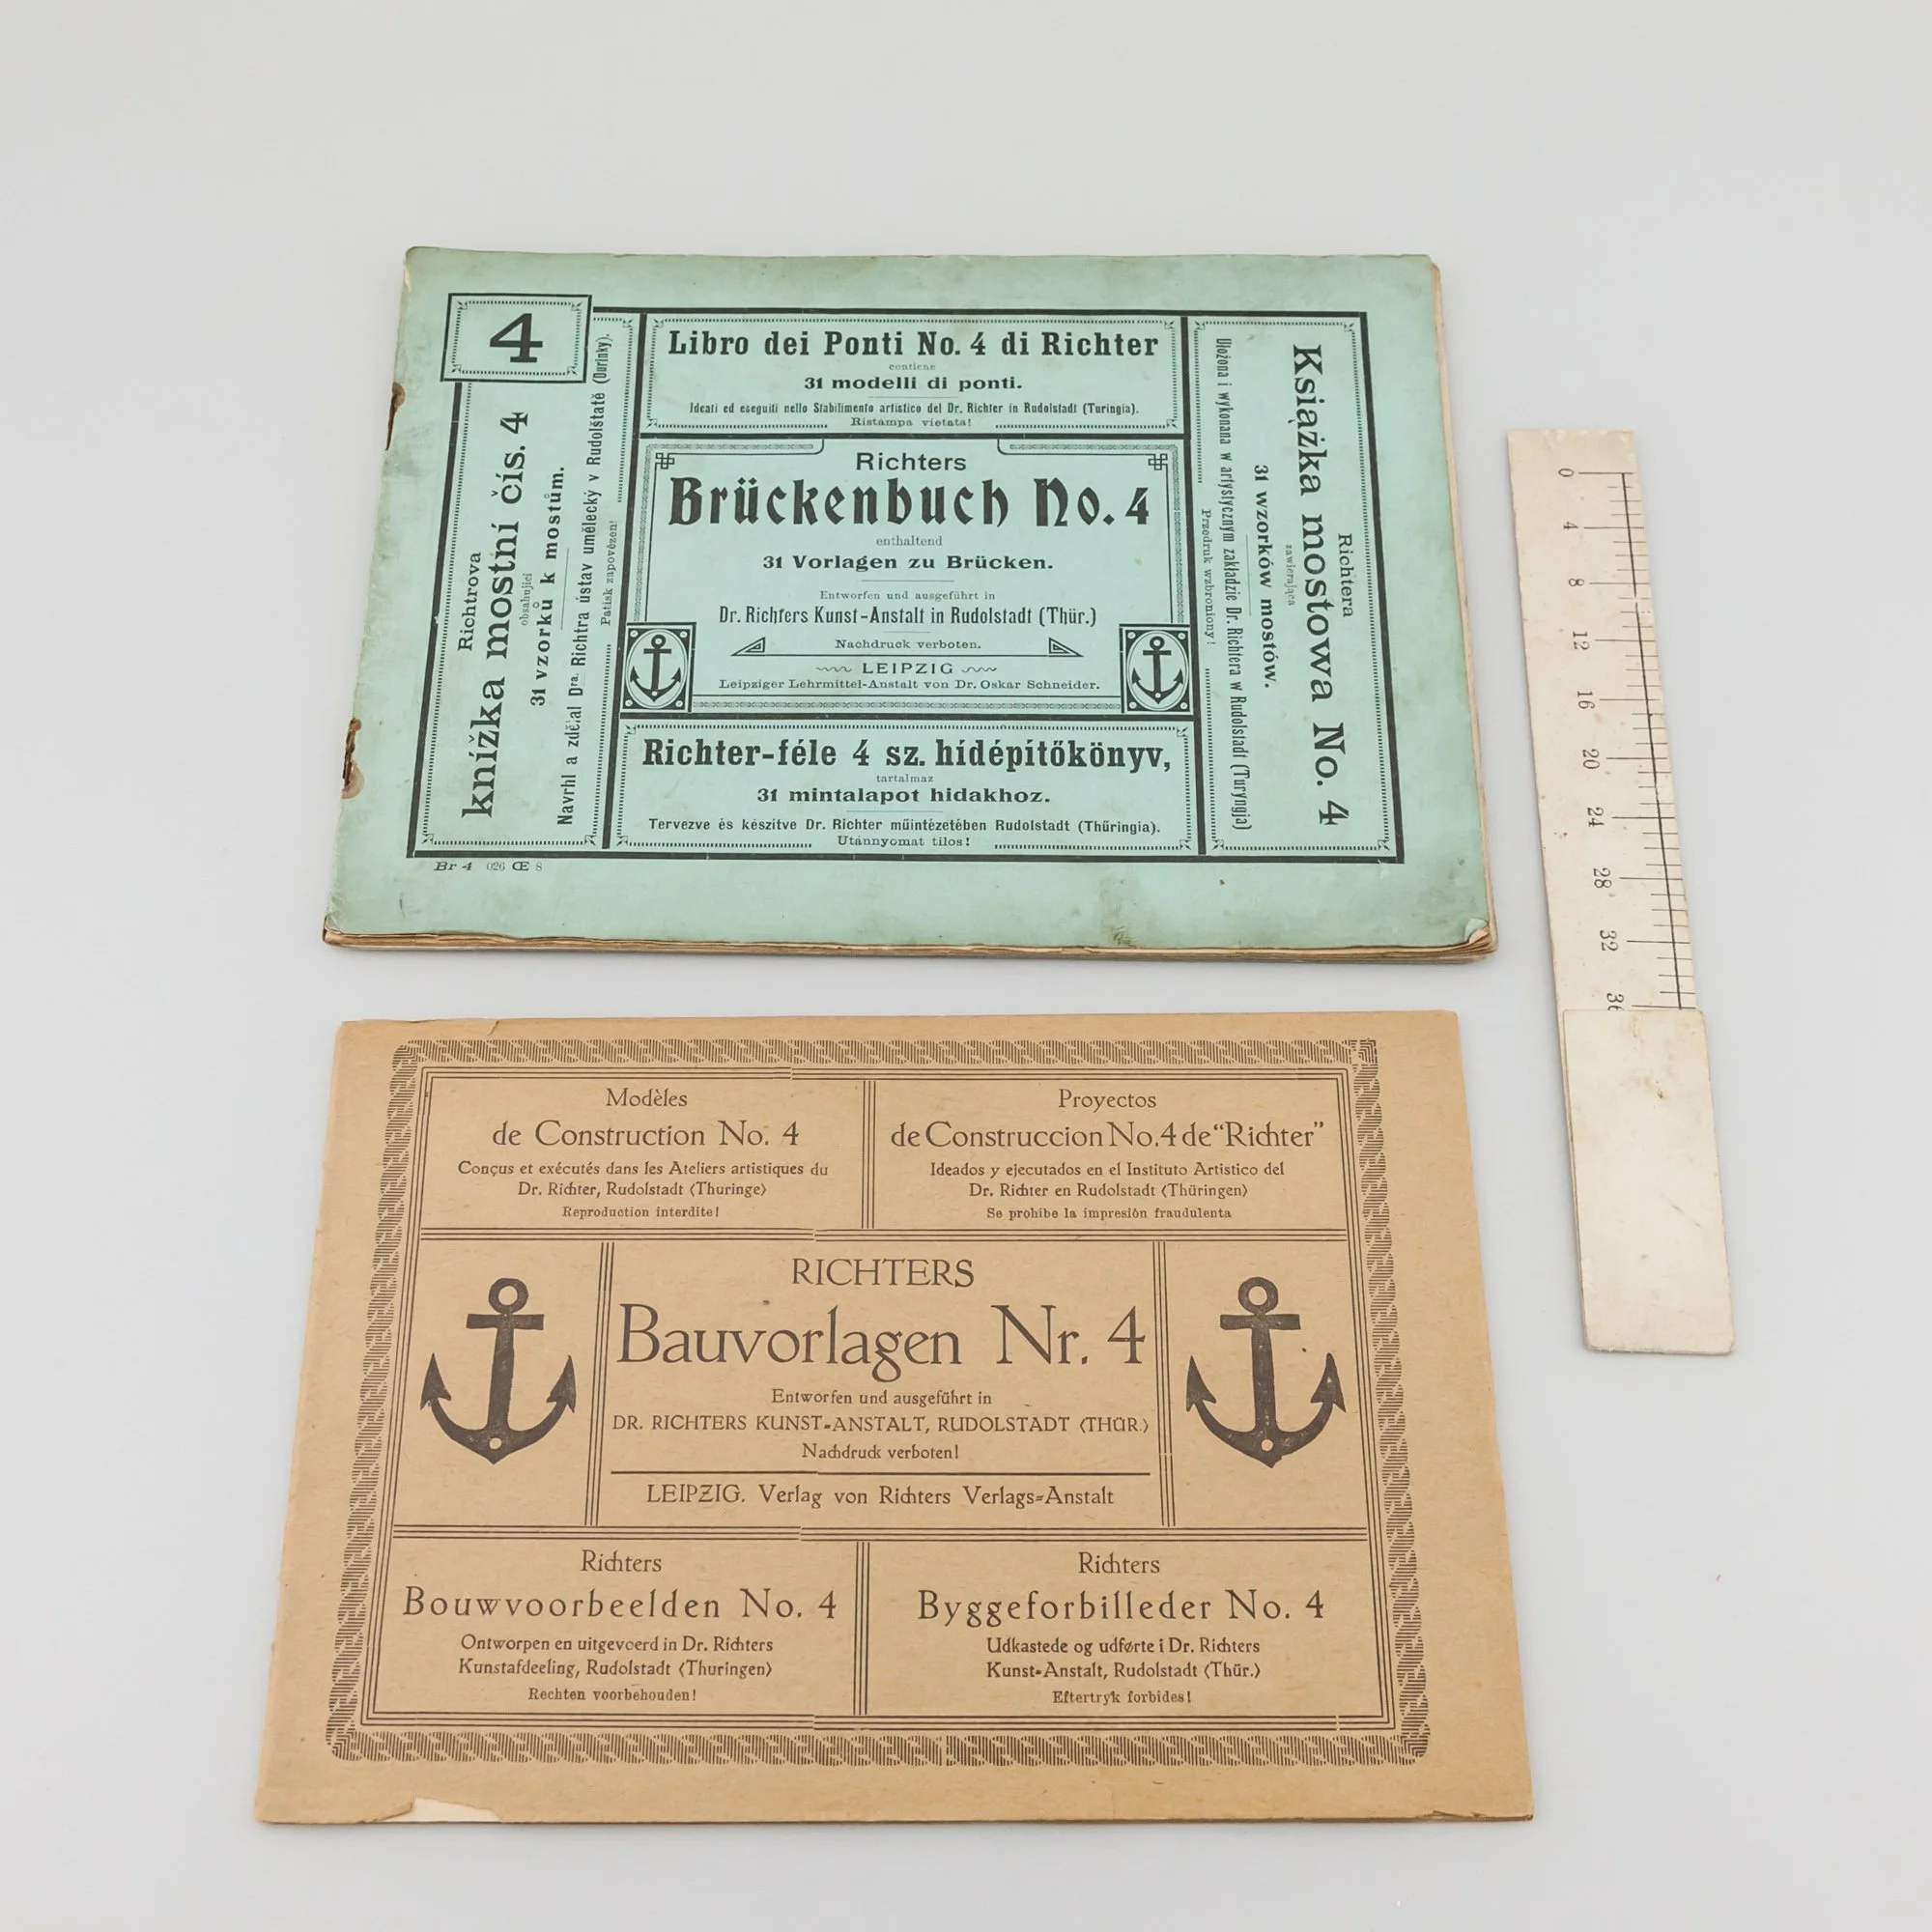 4
Libro dei Ponti No. 4 di Richter
contiene
31 modelli di ponti.
Ideati ed eseguiti nello Stabilimento artistico del Dr. Richter in Rudolstadt (Turingia).
Ristampa vietata!
Richtrova
knížka mostní čís. 4
obsahující
31 vzorků k mostům.
Navrhl a zdělal Dra. Richtra ústav umělecký v Rudolštatě (Durinky).
Patisk zapovězen!
Richters
Brückenbuch No. 4
enthaltend
31 Vorlagen zu Brücken.
Entworfen und ausgeführt in
Dr. Richters Kunst-Anstalt in Rudolstadt (Thür.)
Nachdruck verboten.
LEIPZIG
Leipziger Lehrmittel-Anstalt von Dr. Oskar Schneider.
Richtera
Książka mostowa No. 4
zawierająca
31 wzorków mostów.
Ułożona i wykonana w artystycznym zakładzie Dr. Richtera w Rudolstadt (Turyngja)
Przedruk wzbroniony!
Richter-féle 4 sz. hídépítőkönyv,
tartalmaz
31 mintalapot hidakhoz.
Tervezve és készítve Dr. Richter müintézetében Rudolstadt (Thüringia).
Utánnyomat tilos!
Br 4 026 Œ 8
0
4
8
12
16
20
24
28
32
Modèles
de Construction No. 4
Conçus et exécutés dans les Ateliers artistiques du
Dr. Richter, Rudolstadt (Thuringe)
Reproduction interdite!
Proyectos
de Construccion No. 4 de “Richter”
Ideados y ejecutados en el Instituto Artistico del
Dr. Richter en Rudolstadt (Thüringen)
Se prohibe la impresiòn fraudulenta
RICHTERS
Bauvorlagen Nr. 4
Entworfen und ausgeführt in
DR. RICHTERS KUNST-ANSTALT, RUDOLSTADT (THÜR.)
Nachdruck verboten!
LEIPZIG. Verlag von Richters Verlags-Anstalt
Richters
Bouwvoorbeelden No. 4
Ontworpen en uitgevoerd in Dr. Richters
Kunstafdeeling, Rudolstadt (Thuringen)
Rechten voorbehouden!
Richters
Byggeforbilleder No. 4
Udkastede og udførte i Dr. Richters
Kunst-Anstalt, Rudolstadt (Thür.)
Eftertryk forbides!